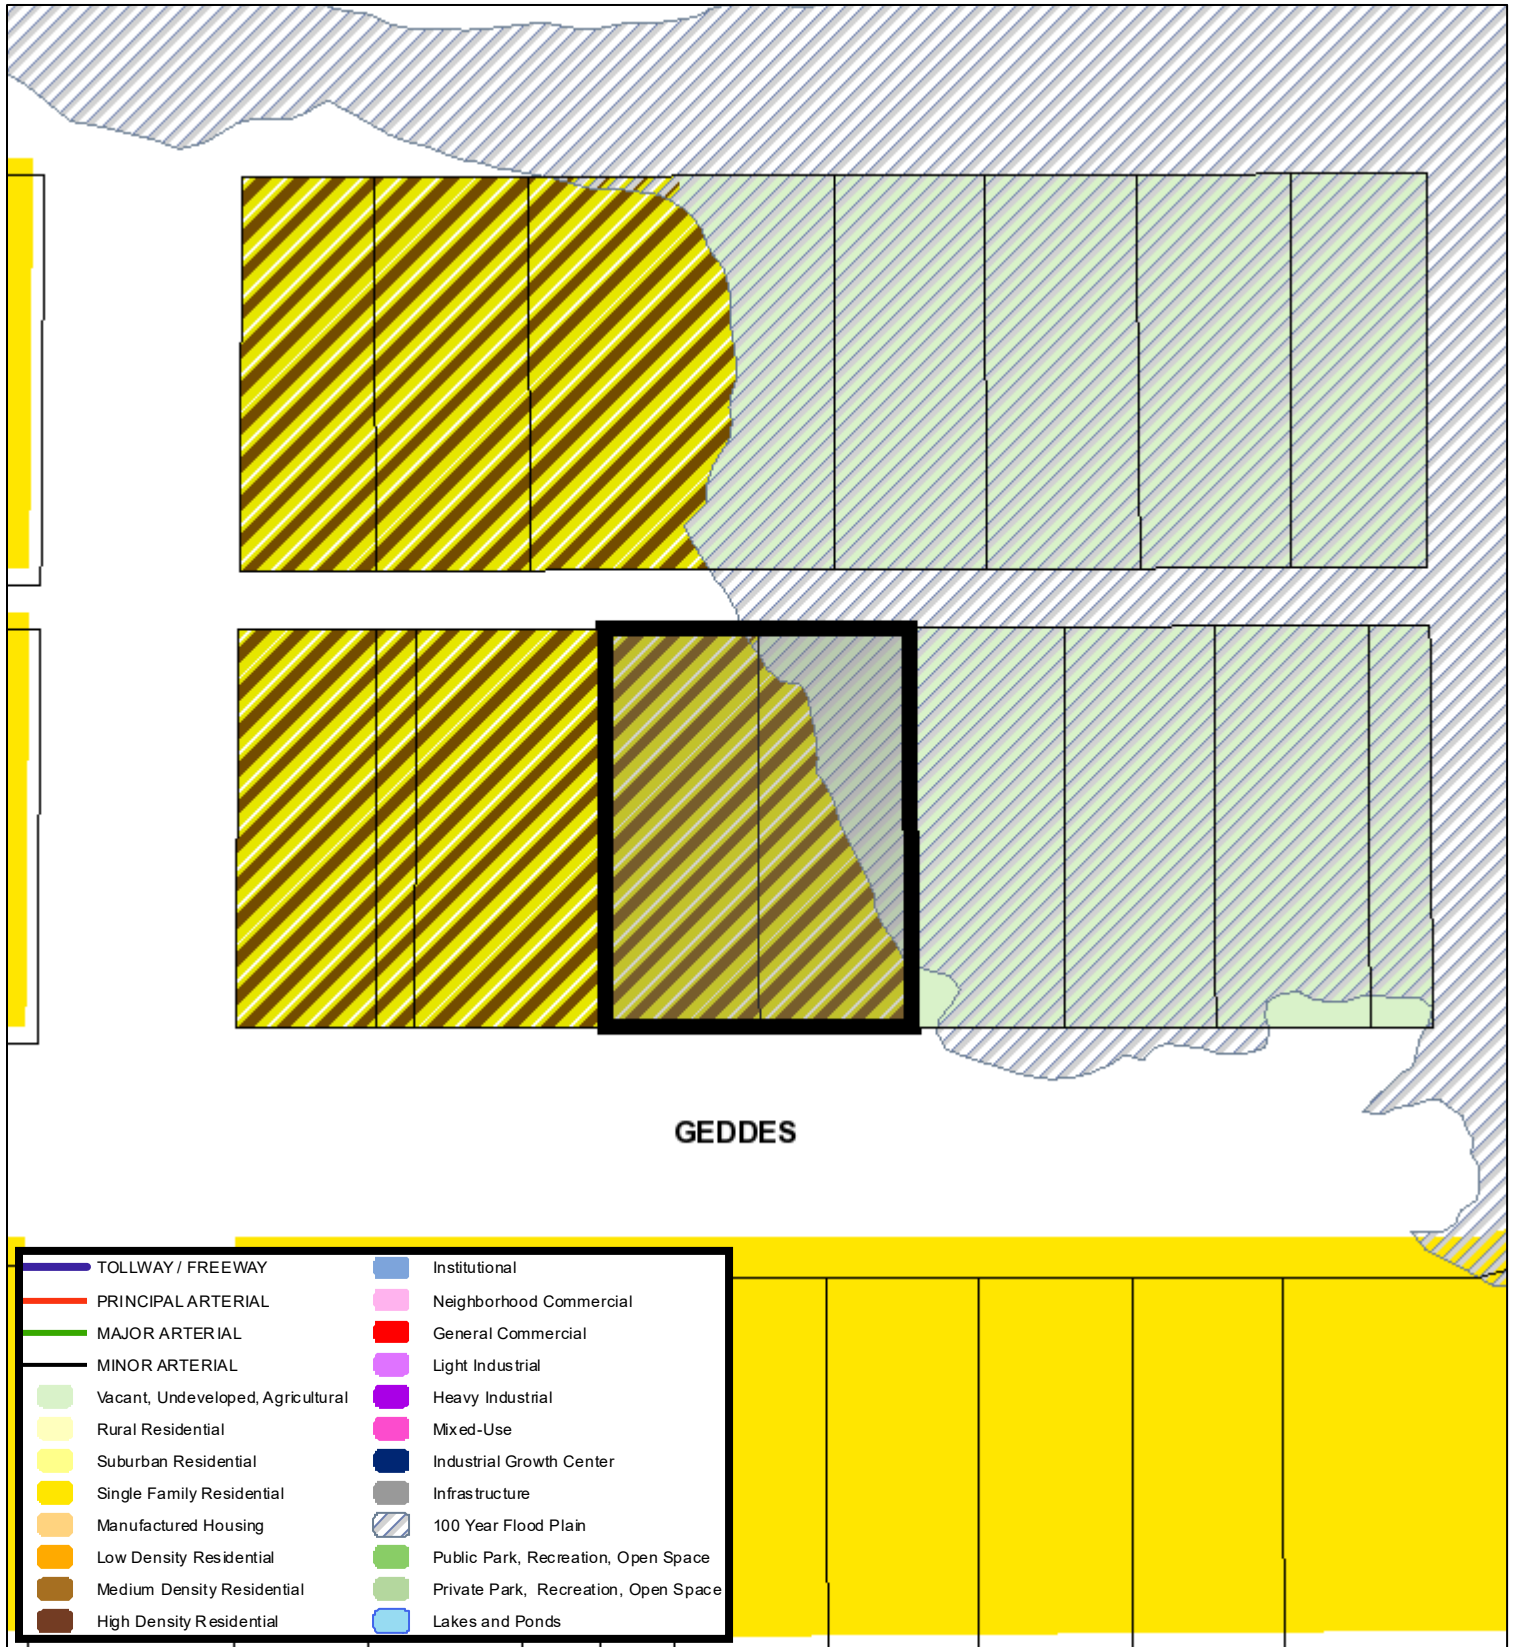 GEDDES
TOLLWAY / FREEWAY
PRINCIPAL ARTERIAL
MAJOR ARTERIAL
MINOR ARTERIAL
Vacant, Undeveloped, Agricultural
Rural Residential
Suburban Residential
Single Family Residential
Manufactured Housing
Low Density Residential
Medium Density Residential
High Density Residential
Institutional
Neighborhood Commercial
General Commercial
Light Industrial
Heavy Industrial
Mixed-Use
Industrial Growth Center
Infrastructure
100 Year Flood Plain
Public Park, Recreation, Open Space
Private Park, Recreation, Open Space
Lakes and Ponds